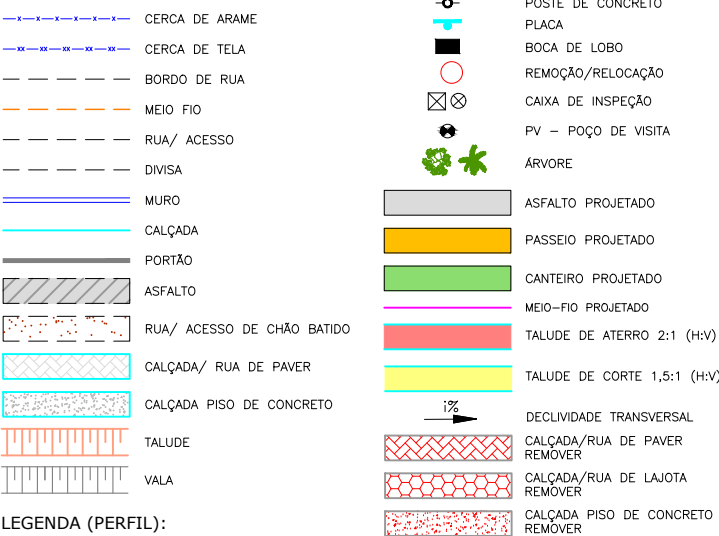 CERCA DE ARAME
CERCA DE TELA
BORDO DE RUA
MEIO FIO
RUA/ ACESSO
DIVISA
MURO
CALÇADA
PORTÃO
ASFALTO
RUA/ ACESSO DE CHÃO BATIDO
CALÇADA/ RUA DE PAVER
CALÇADA PISO DE CONCRETO
TALUDE
VALA
LEGENDA (PERFIL):
POSTE DE CONCRETO
PLACA
BOCA DE LOBO
REMOÇÃO/RELOCAÇÃO
CAIXA DE INSPEÇÃO
PV – POÇO DE VISITA
ÁRVORE
ASFALTO PROJETADO
PASSEIO PROJETADO
CANTEIRO PROJETADO
MEIO–FIO PROJETADO
TALUDE DE ATERRO 2:1 (H:V)
TALUDE DE CORTE 1,5:1 (H:V)
i%
DECLIVIDADE TRANSVERSAL
CALÇADA/RUA DE PAVER
REMOVER
CALÇADA/RUA DE LAJOTA
REMOVER
CALÇADA PISO DE CONCRETO
REMOVER